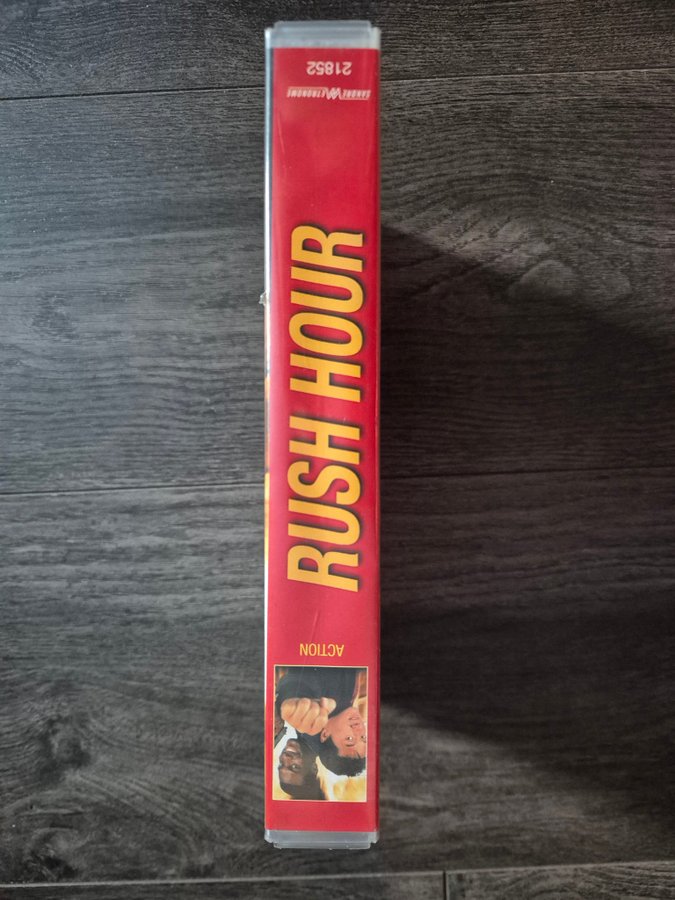 ACTION
RUSH HOUR
SANDREW METRONOME
21852